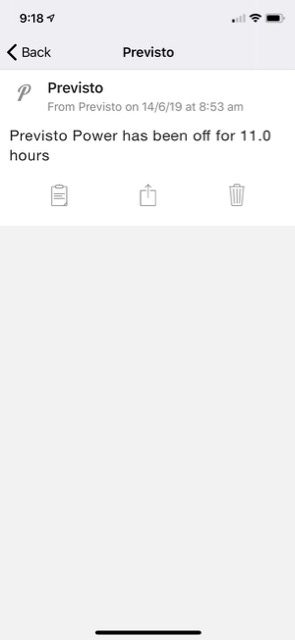 9:18
Back
Previsto
Previsto
From Previsto on 14/6/19 at 8:53 am
Previsto Power has been off for 11.0
hours